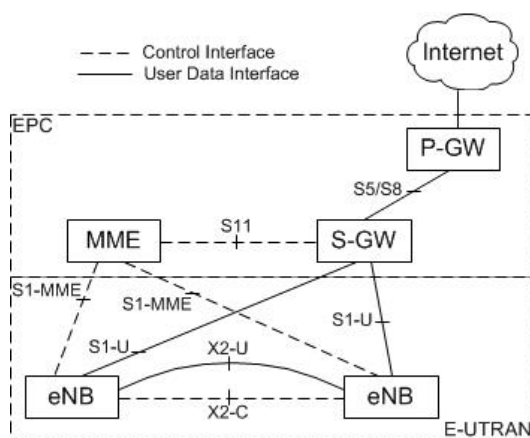 Control Interface
User Data Interface
Internet
EPC
P-GW
S5/S8
S11
MME
S-GW
S1-MME
S1-MME
S1-U
S1-U
X2-U
eNB
eNB
X2-C
E-UTRAN